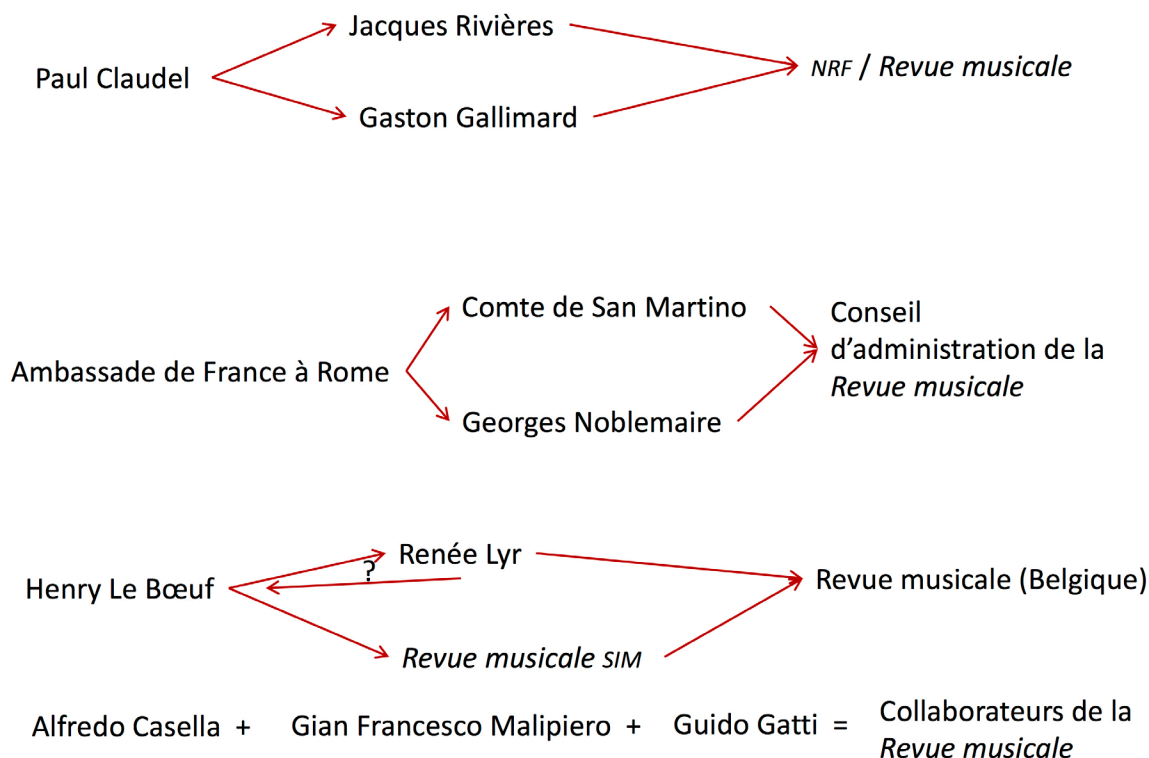 Jacques Rivières
Paul Claudel
NRF / Revue musicale
Gaston Gallimard
Comte de San Martino
Conseil
d’administration de la
Revue musicale
Ambassade de France à Rome
Georges Noblemaire
Renée Lyr
?
Henry Le Bœuf
Revue musicale (Belgique)
Revue musicale SIM
Alfredo Casella + Gian Francesco Malipiero + Guido Gatti = Collaborateurs de la
Revue musicale